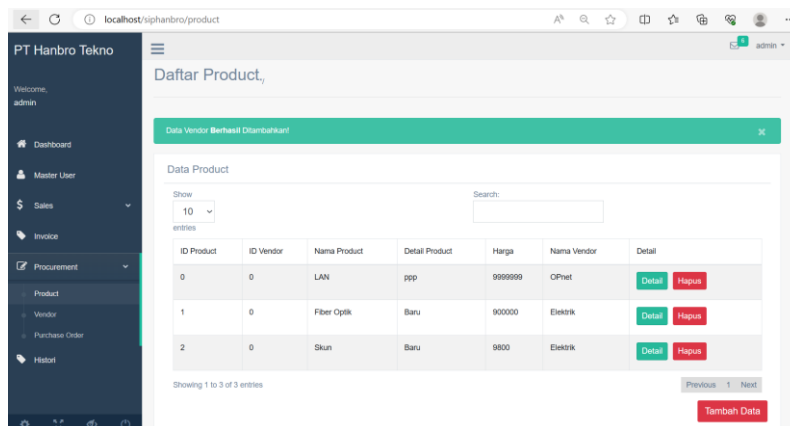 localhost/siphanbro/product
PT Hanbro Tekno
6
admin
Welcome,
admin
Dashboard
Master User
Sales
Invoice
Procurement
Product
Vendor
Purchase Order
Histori
Daftar Product.,
Data Vendor Berhasil Ditambahkan!
Data Product
Show
10
entries
Search:
ID Product ID Vendor Nama Product Detail Product Harga Nama Vendor Detail
0 0 LAN ppp 9999999 OPnet Detail Hapus
1 0 Fiber Optik Baru 900000 Elektrik Detail Hapus
2 0 Skun Baru 9800 Elektrik Detail Hapus
Showing 1 to 3 of 3 entries
Previous 1 Next
Tambah Data